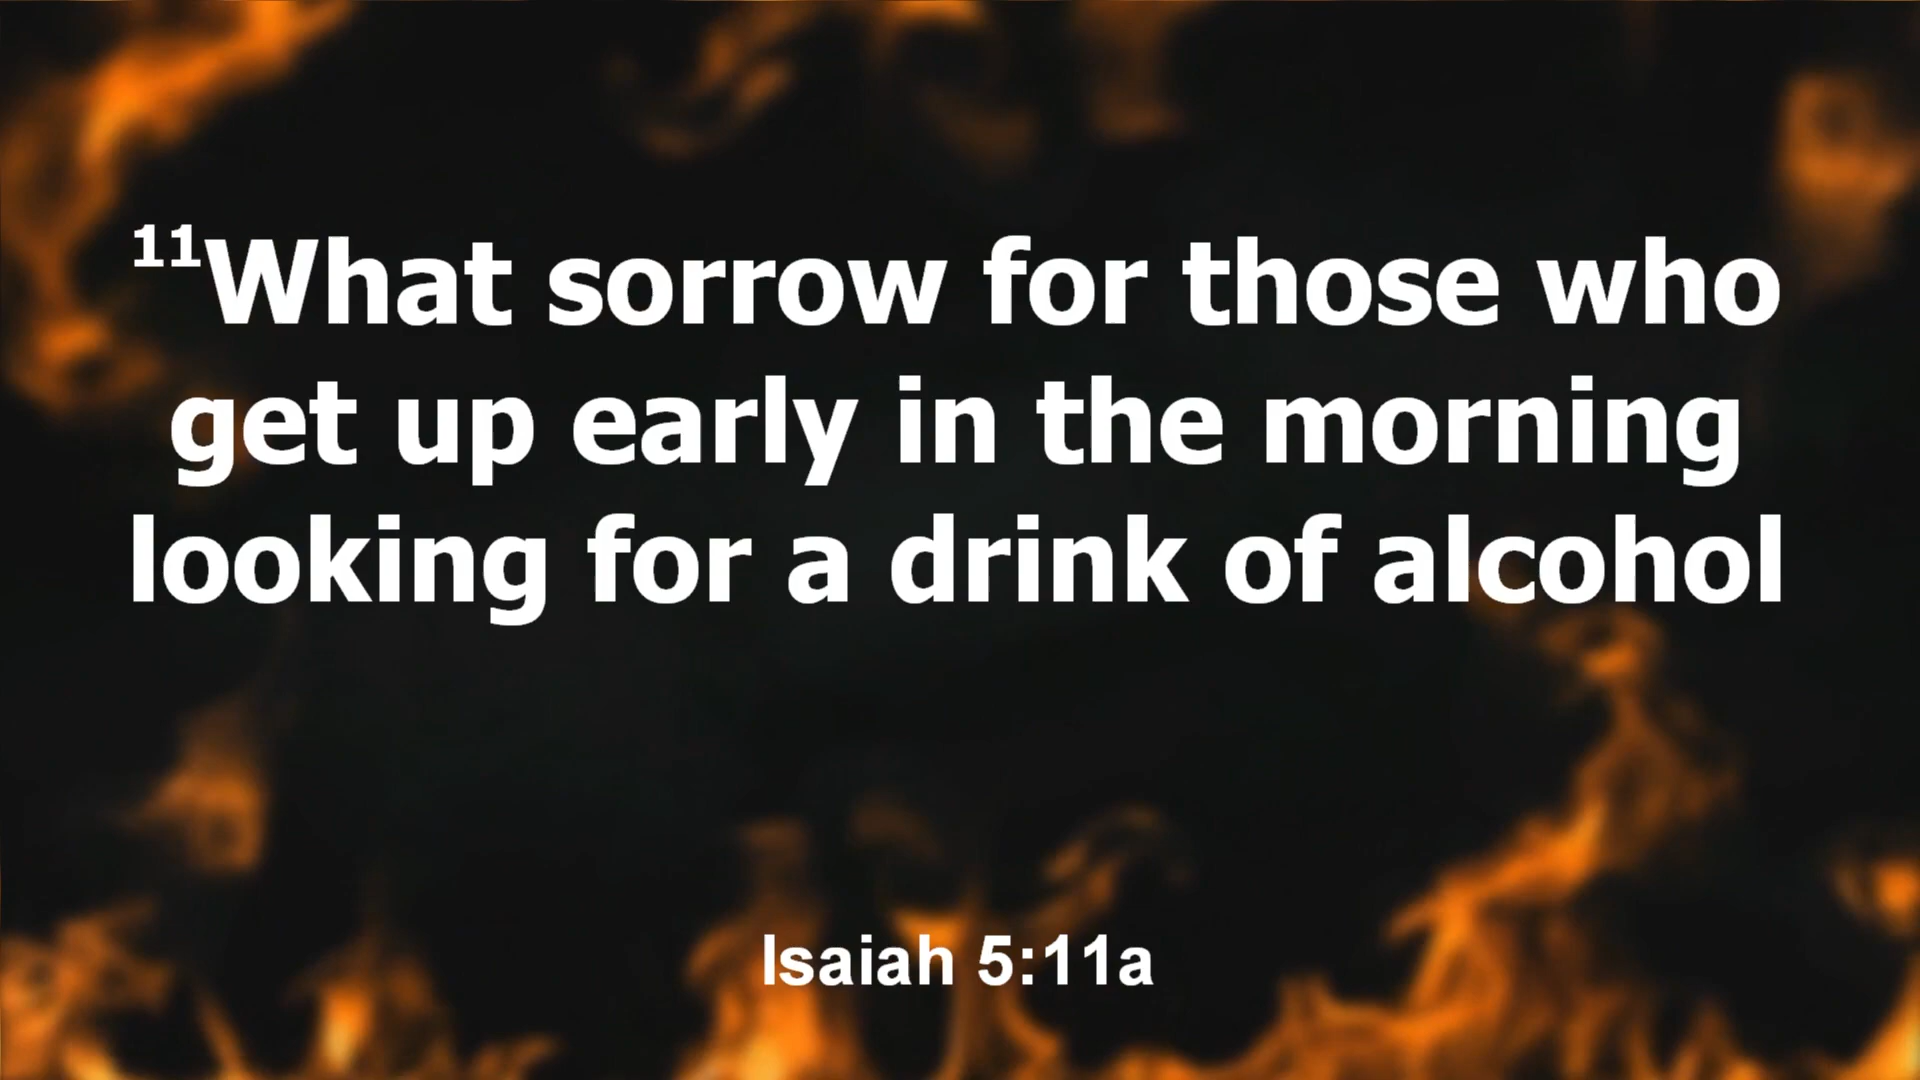 11What sorrow for those who
get up early in the morning
looking for a drink of alcohol
Isaiah 5:11a